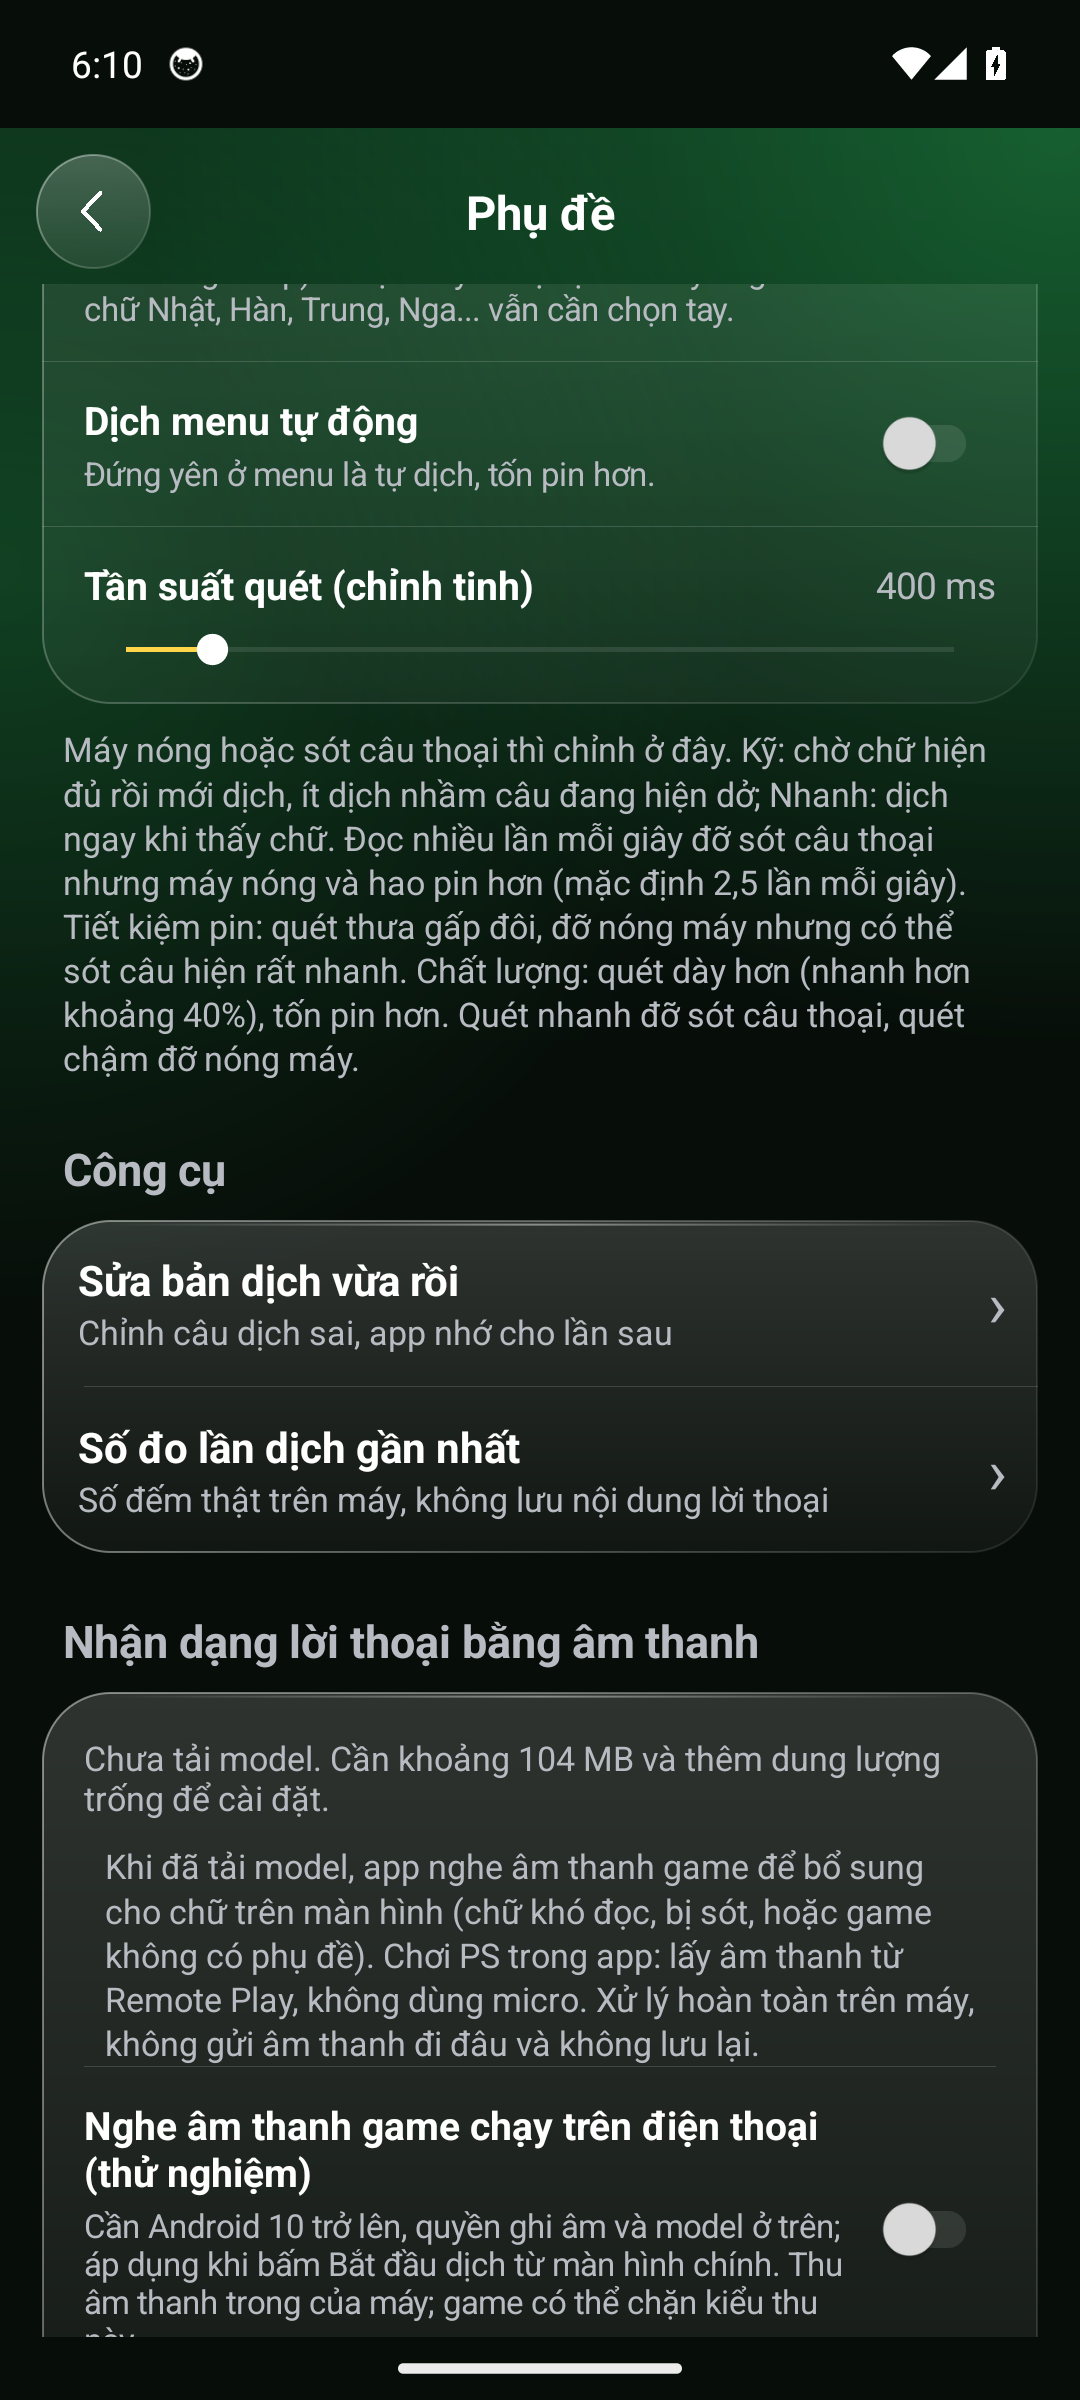 6:10
Phụ đề
chữ Nhật, Hàn, Trung, Nga... vẫn cần chọn tay.
Dịch menu tự động
Đứng yên ở menu là tự dịch, tốn pin hơn.
Tần suất quét (chỉnh tinh)
400 ms
Máy nóng hoặc sót câu thoại thì chỉnh ở đây. Kỹ: chờ chữ hiện
đủ rồi mới dịch, ít dịch nhầm câu đang hiện dở; Nhanh: dịch
ngay khi thấy chữ. Đọc nhiều lần mỗi giây đỡ sót câu thoại
nhưng máy nóng và hao pin hơn (mặc định 2,5 lần mỗi giây).
Tiết kiệm pin: quét thưa gấp đôi, đỡ nóng máy nhưng có thể
sót câu hiện rất nhanh. Chất lượng: quét dày hơn (nhanh hơn
khoảng 40%), tốn pin hơn. Quét nhanh đỡ sót câu thoại, quét
chậm đỡ nóng máy.
Công cụ
Sửa bản dịch vừa rồi
Chỉnh câu dịch sai, app nhớ cho lần sau
Số đo lần dịch gần nhất
Số đếm thật trên máy, không lưu nội dung lời thoại
Nhận dạng lời thoại bằng âm thanh
Chưa tải model. Cần khoảng 104 MB và thêm dung lượng
trống để cài đặt.
Khi đã tải model, app nghe âm thanh game để bổ sung
cho chữ trên màn hình (chữ khó đọc, bị sót, hoặc game
không có phụ đề). Chơi PS trong app: lấy âm thanh từ
Remote Play, không dùng micro. Xử lý hoàn toàn trên máy,
không gửi âm thanh đi đâu và không lưu lại.
Nghe âm thanh game chạy trên điện thoại
(thử nghiệm)
Cần Android 10 trở lên, quyền ghi âm và model ở trên;
áp dụng khi bấm Bắt đầu dịch từ màn hình chính. Thu
âm thanh trong của máy; game có thể chặn kiểu thu